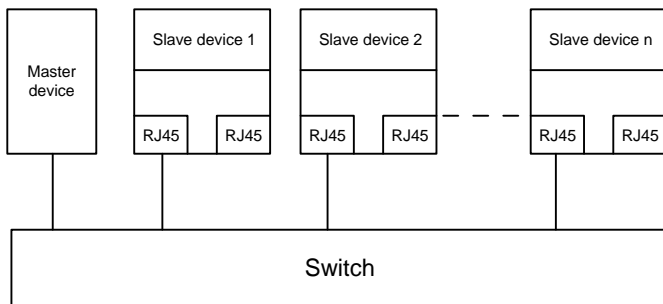 Master
device
Slave device 1
Slave device 2
Slave device n
RJ45
RJ45
RJ45
RJ45
RJ45
RJ45
Switch